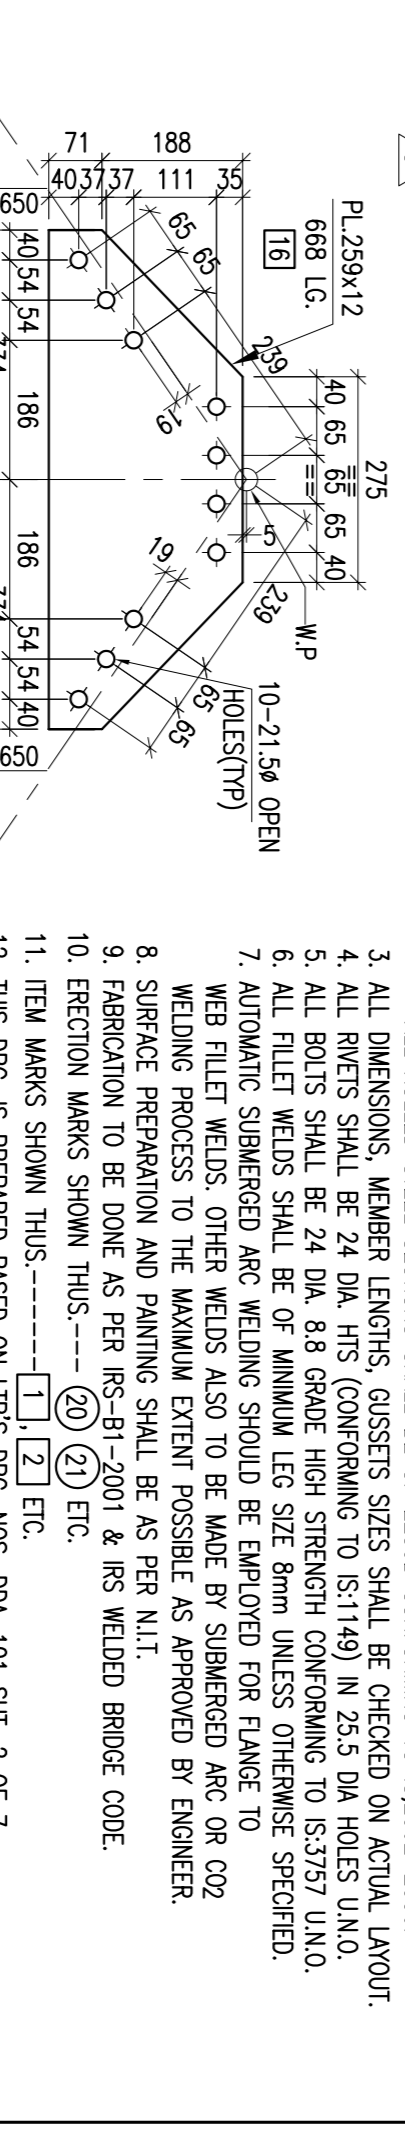 71
188
40
37
37
111
35
PL.259x12
668 LG.
16
650
40
54
54
186
186
54
54
40
650
65
65
239
19
275
40
65
65
65
40
==
==
5
W.P
239
19
65
65
10-21.5ø OPEN
HOLES(TYP)
3. ALL DIMENSIONS, MEMBER LENGTHS, GUSSETS SIZES SHALL BE CHECKED ON ACTUAL LAYOUT.
4. ALL RIVETS SHALL BE 24 DIA. HTS (CONFORMING TO IS:1149) IN 25.5 DIA HOLES U.N.O.
5. ALL BOLTS SHALL BE 24 DIA. 8.8 GRADE HIGH STRENGTH CONFORMING TO IS:3757 U.N.O.
6. ALL FILLET WELDS SHALL BE OF MINIMUM LEG SIZE 8mm UNLESS OTHERWISE SPECIFIED.
7. AUTOMATIC SUBMERGED ARC WELDING SHOULD BE EMPLOYED FOR FLANGE TO
WEB FILLET WELDS. OTHER WELDS ALSO TO BE MADE BY SUBMERGED ARC OR CO2
WELDING PROCESS TO THE MAXIMUM EXTENT POSSIBLE AS APPROVED BY ENGINEER.
8. SURFACE PREPARATION AND PAINTING SHALL BE AS PER N.I.T.
9. FABRICATION TO BE DONE AS PER IRS-B1-2001 & IRS WELDED BRIDGE CODE.
10. ERECTION MARKS SHOWN THUS.---- 20 21 ETC.
11. ITEM MARKS SHOWN THUS.------ 1 , 2 ETC.